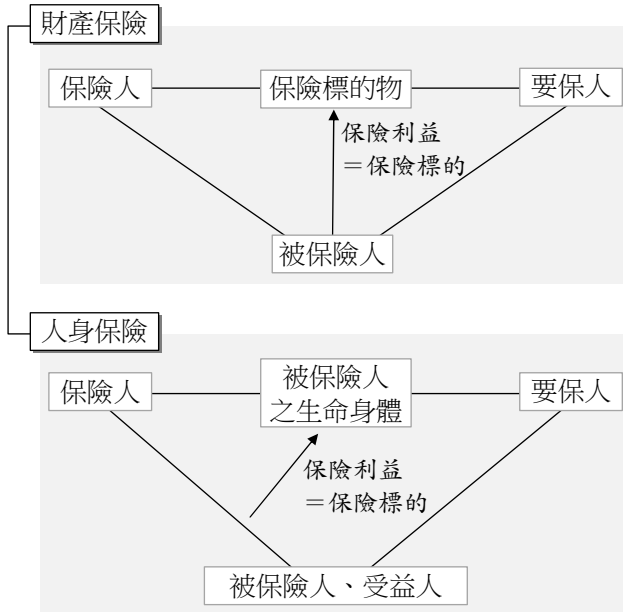 財產保險
保險人
保險標的物
要保人
保險利益
＝保險標的
被保險人
人身保險
保險人
被保險人
之生命身體
要保人
保險利益
＝保險標的
被保險人、受益人